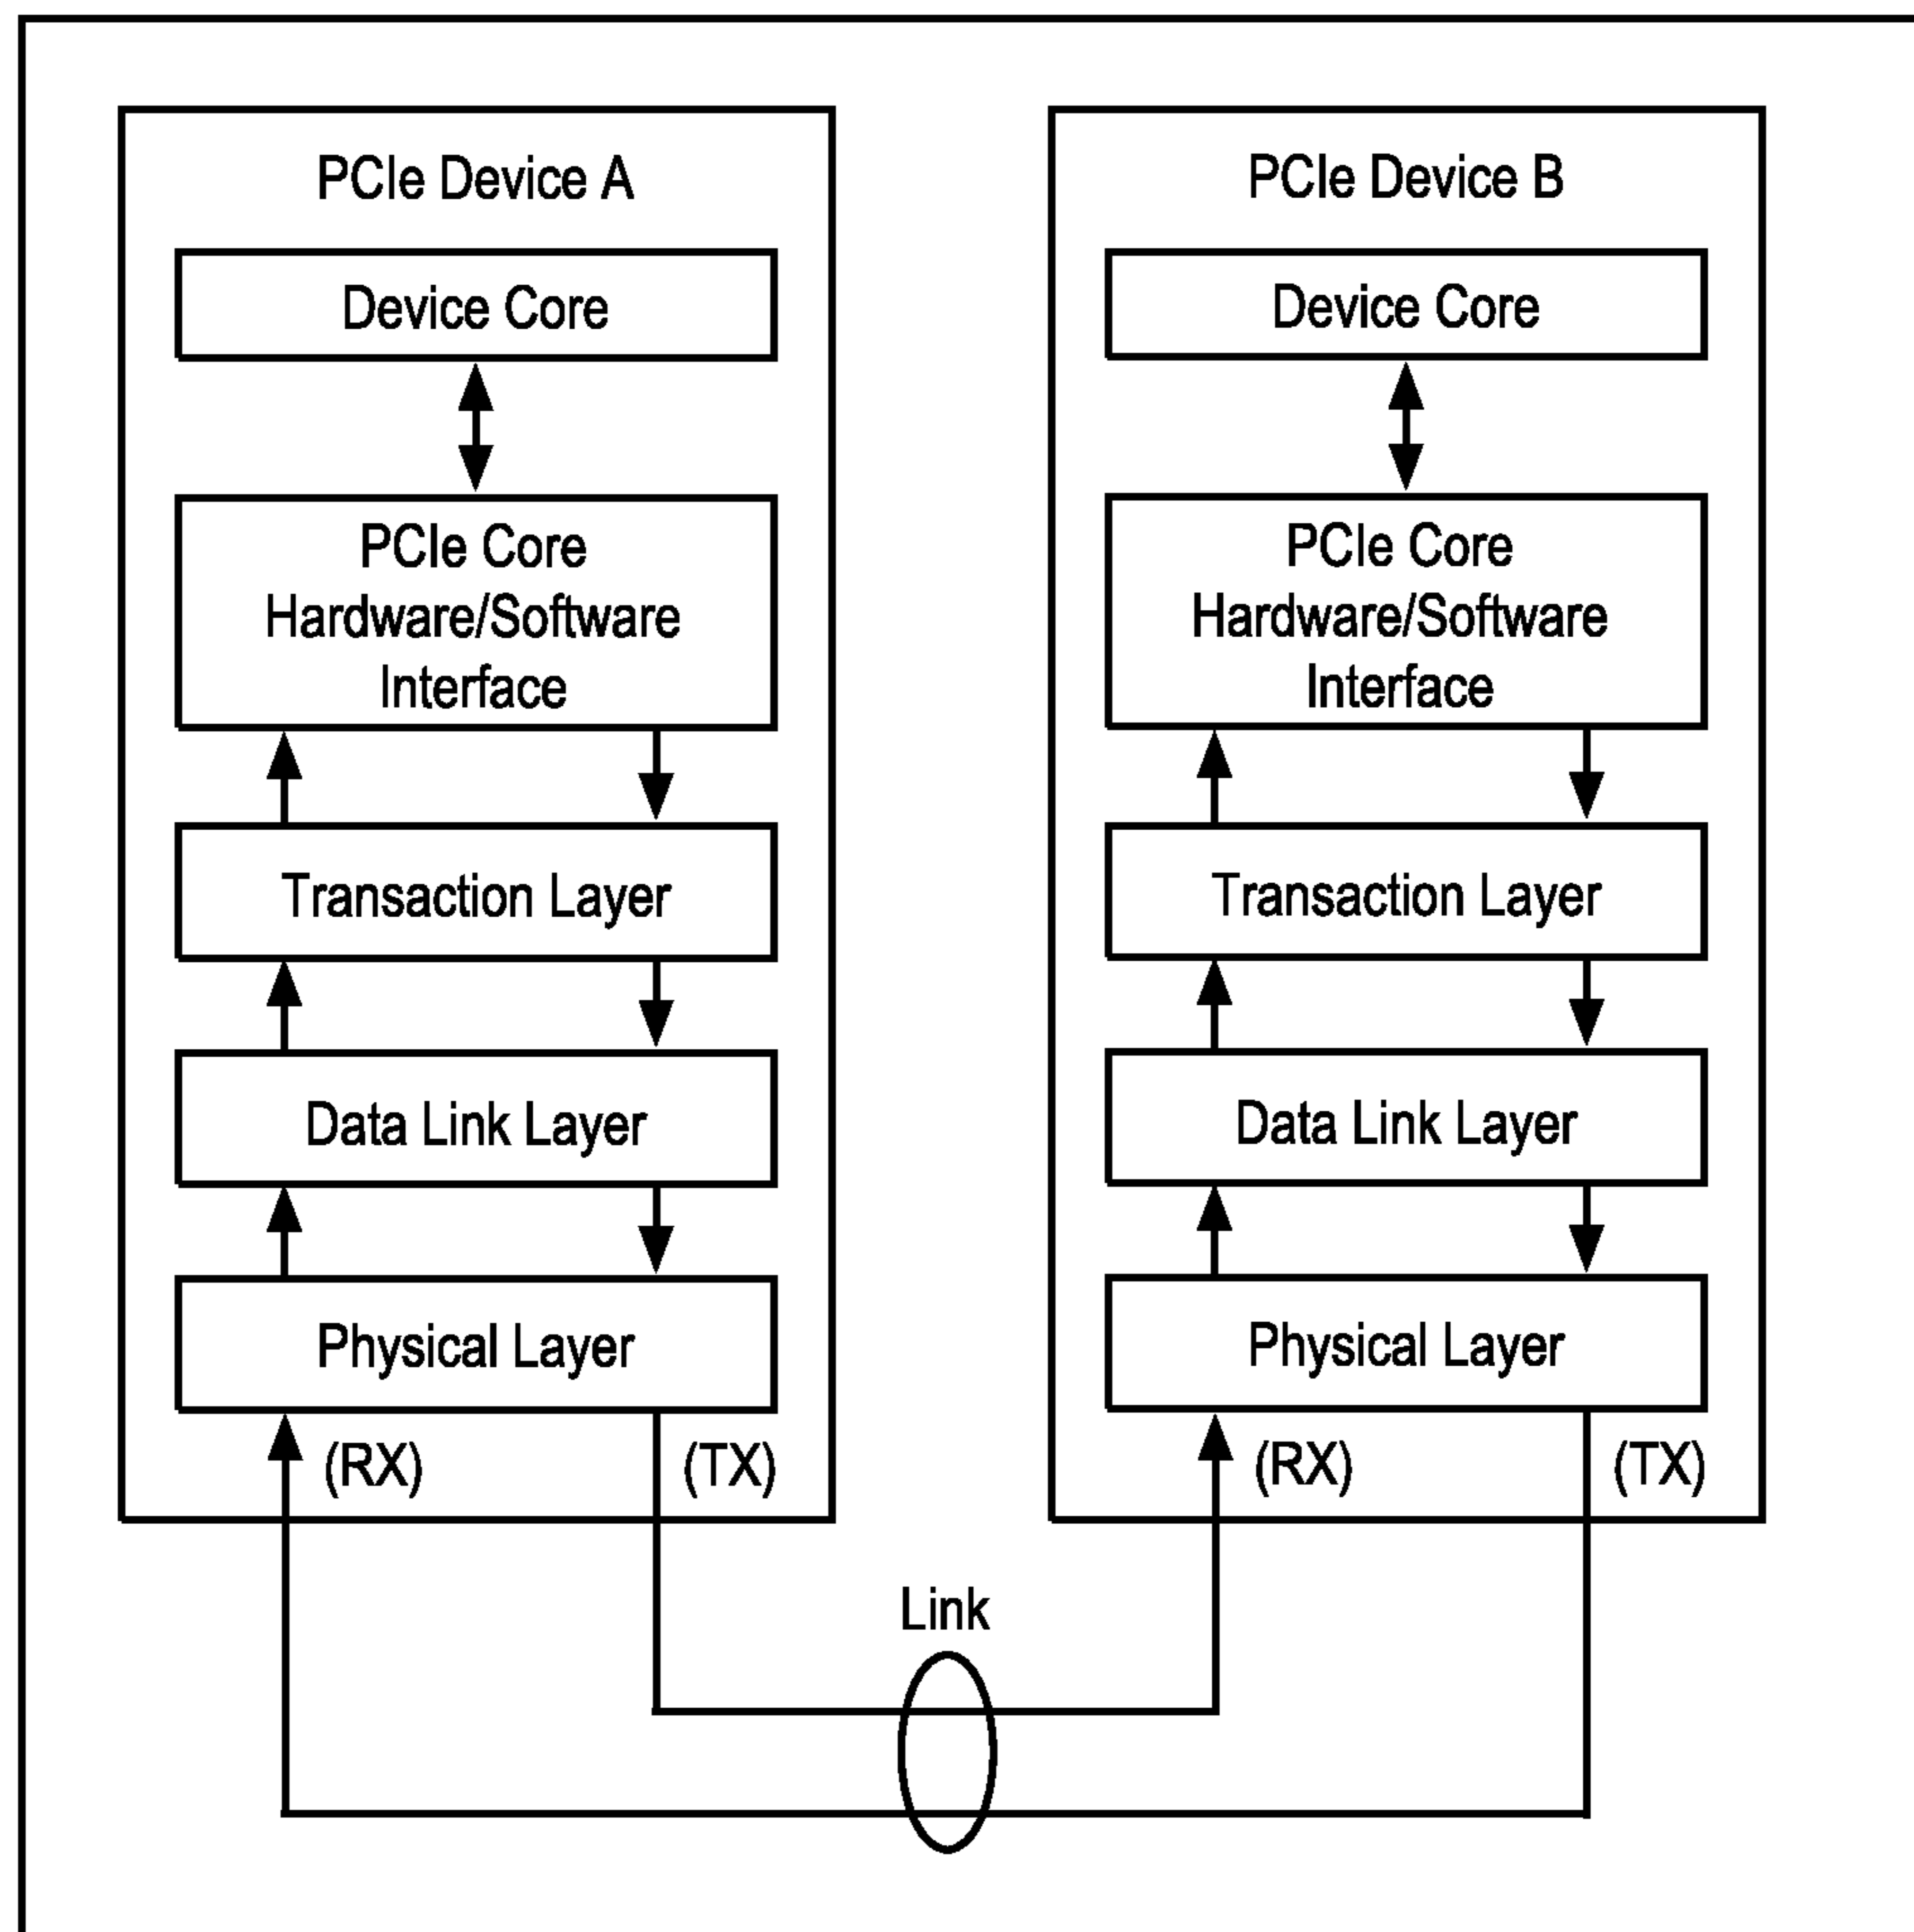 PCIe Device A
Device Core
PCIe Core
Hardware/Software
Interface
Transaction Layer
Data Link Layer
Physical Layer
(RX)
(TX)
PCIe Device B
Device Core
PCIe Core
Hardware/Software
Interface
Transaction Layer
Data Link Layer
Physical Layer
(RX)
(TX)
Link